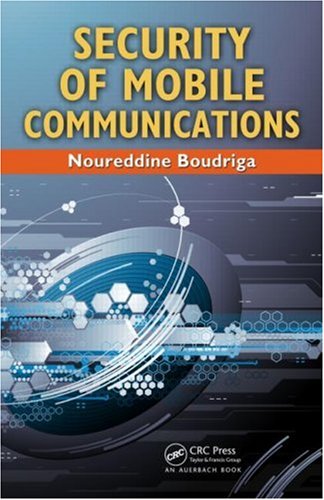 SECURITY
OF MOBILE
COMMUNICATIONS
Noureddine Boudriga
CRC Press
Taylor & Francis Group
AN AUERBACH BOOK